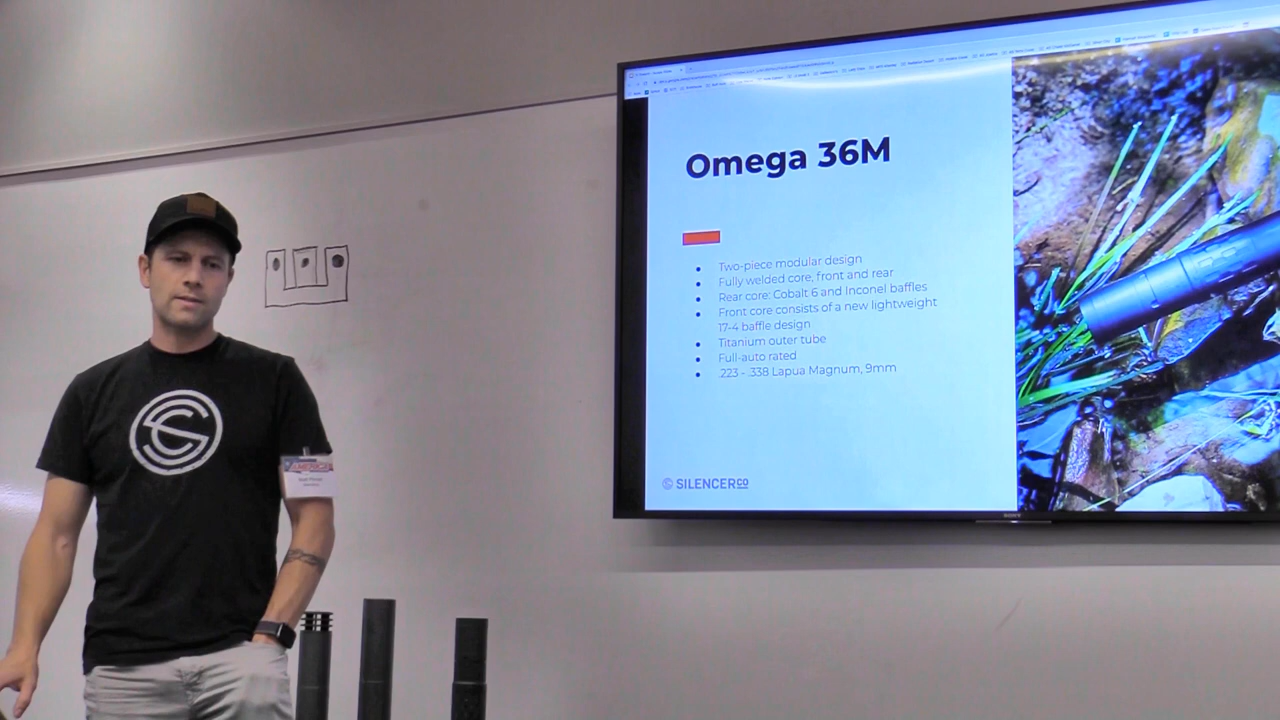 Omega 36M
Two-piece modular design
Fully welded core, front and rear
Rear core: Cobalt 6 and Inconel baffles
Front core consists of a new lightweight
17-4 baffle design
Titanium outer tube
Full-auto rated
.223 - .338 Lapua Magnum, 9mm
SILENCERCO
SONY
AMERICA